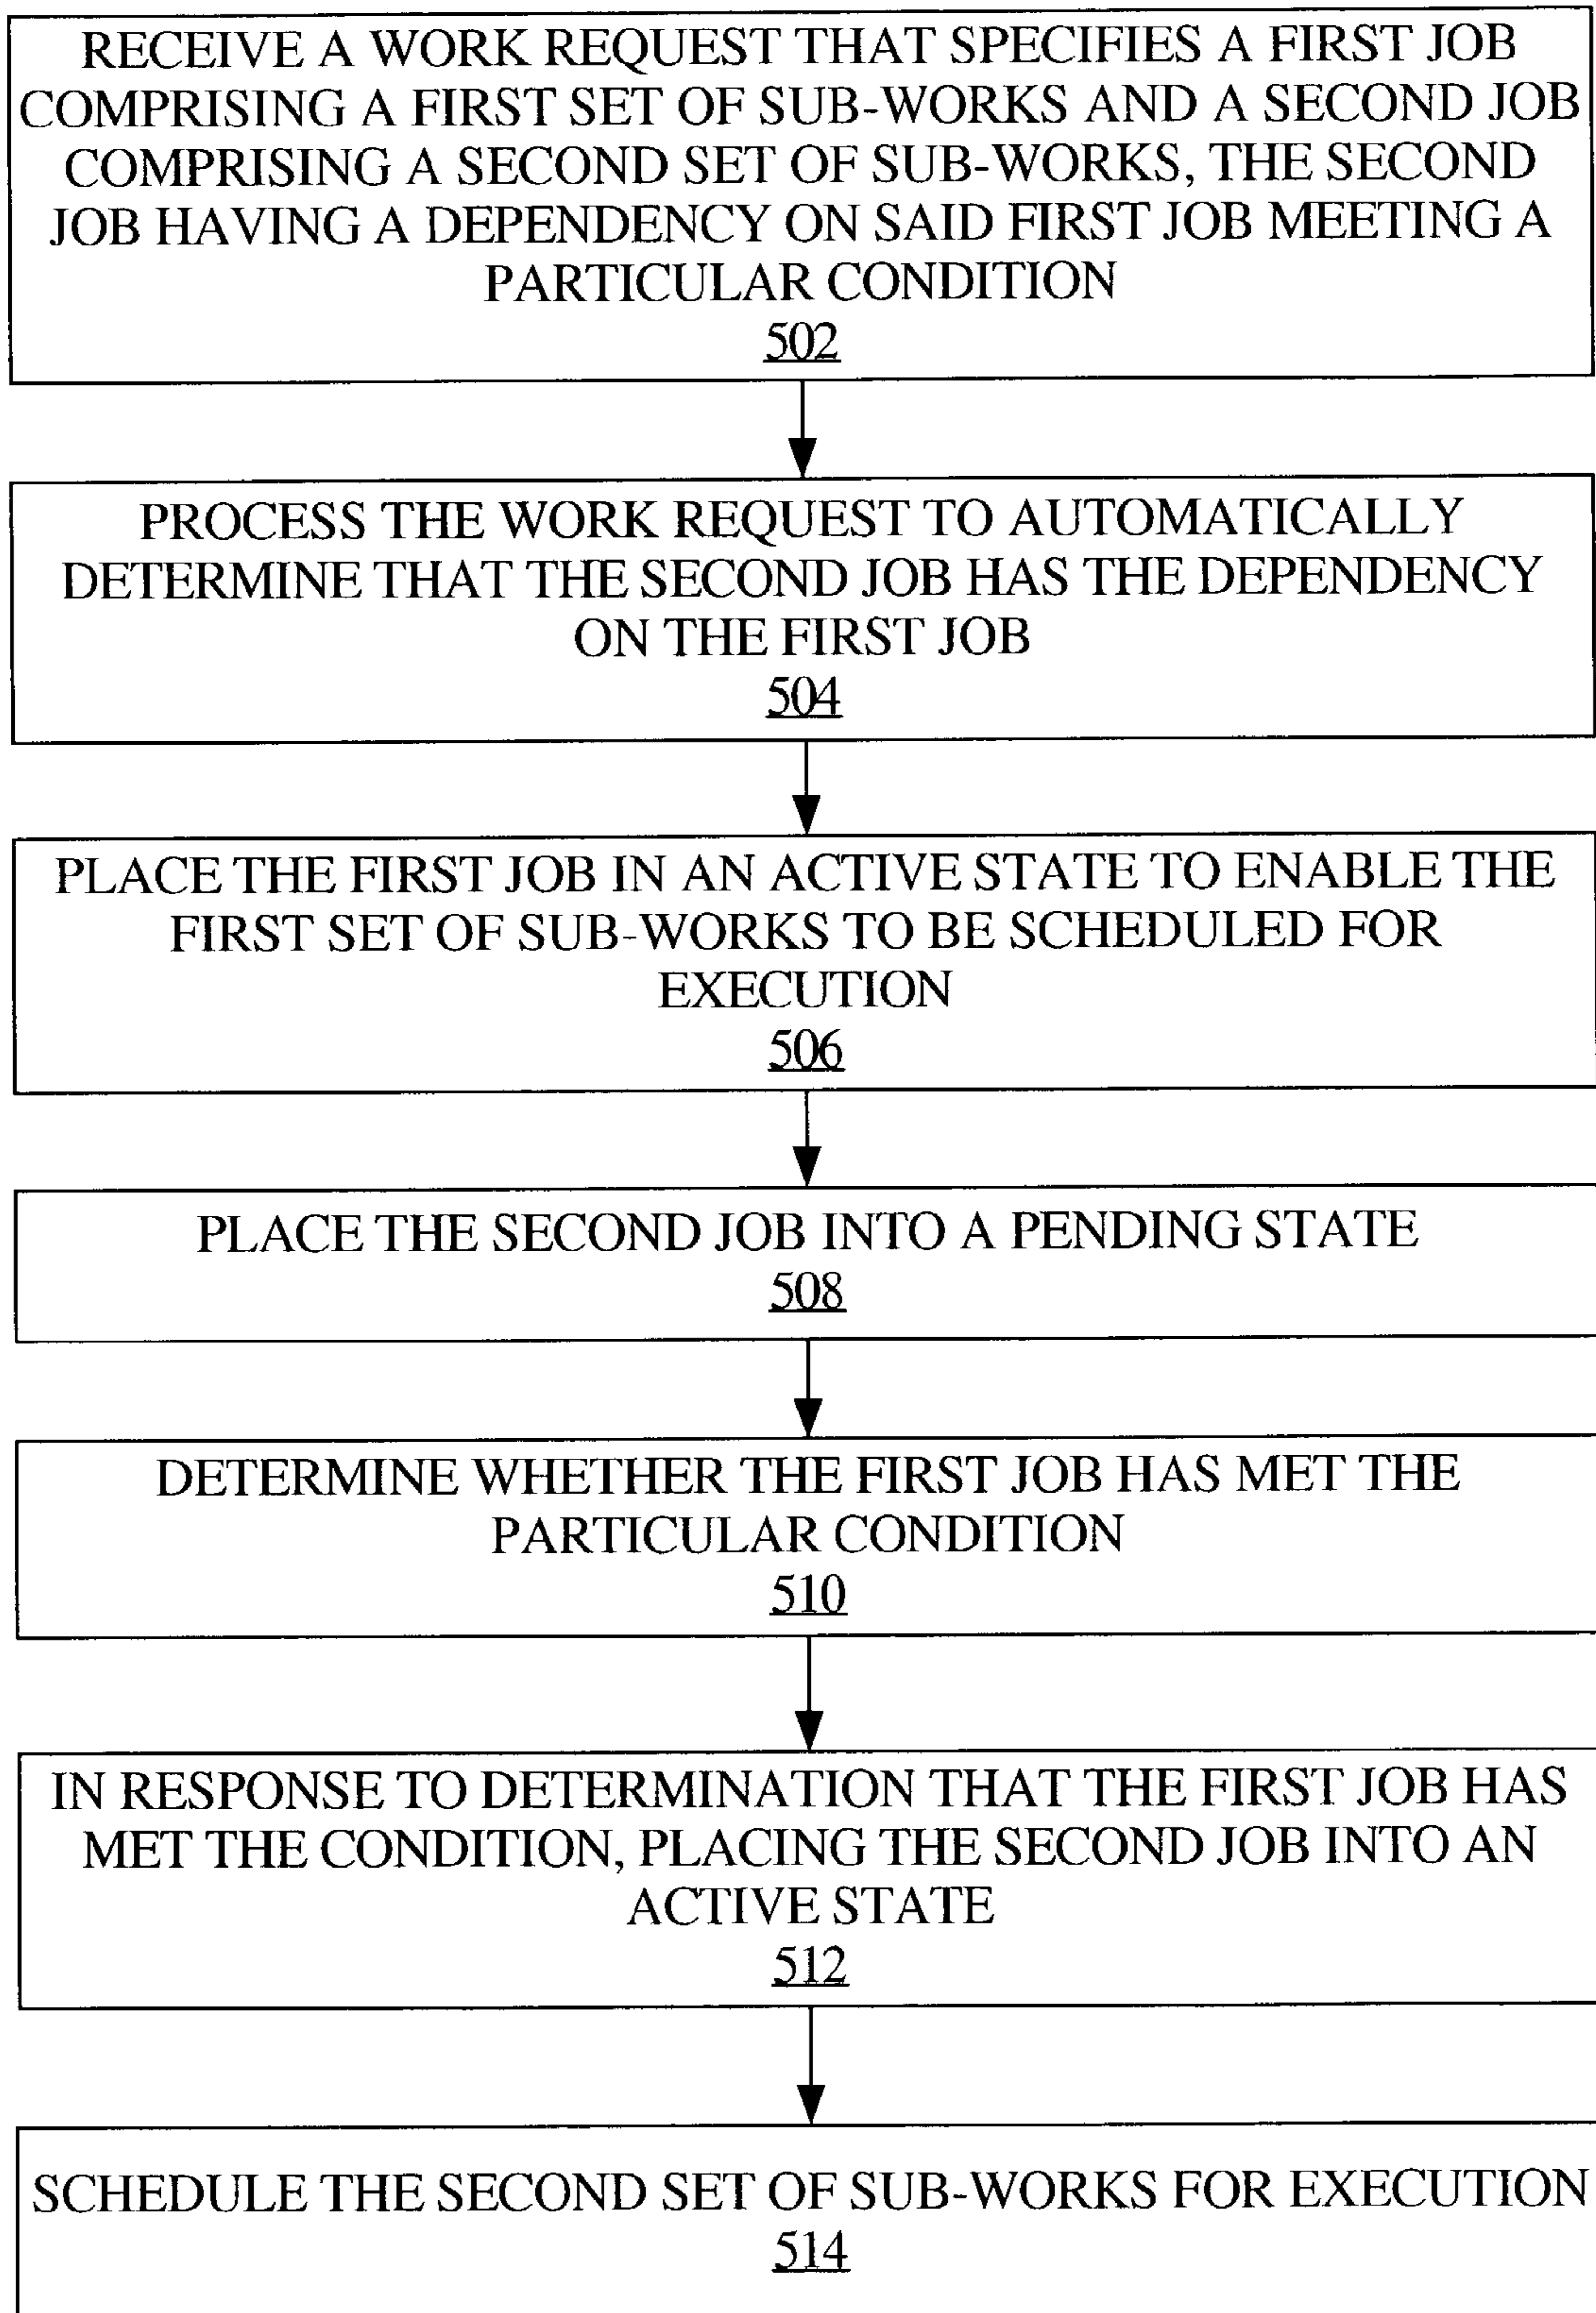 RECEIVE A WORK REQUEST THAT SPECIFIES A FIRST JOB
COMPRISING A FIRST SET OF SUB-WORKS AND A SECOND JOB
COMPRISING A SECOND SET OF SUB-WORKS, THE SECOND
JOB HAVING A DEPENDENCY ON SAID FIRST JOB MEETING A
PARTICULAR CONDITION
502
PROCESS THE WORK REQUEST TO AUTOMATICALLY
DETERMINE THAT THE SECOND JOB HAS THE DEPENDENCY
ON THE FIRST JOB
504
PLACE THE FIRST JOB IN AN ACTIVE STATE TO ENABLE THE
FIRST SET OF SUB-WORKS TO BE SCHEDULED FOR
EXECUTION
506
PLACE THE SECOND JOB INTO A PENDING STATE
508
DETERMINE WHETHER THE FIRST JOB HAS MET THE
PARTICULAR CONDITION
510
IN RESPONSE TO DETERMINATION THAT THE FIRST JOB HAS
MET THE CONDITION, PLACING THE SECOND JOB INTO AN
ACTIVE STATE
512
SCHEDULE THE SECOND SET OF SUB-WORKS FOR EXECUTION
514